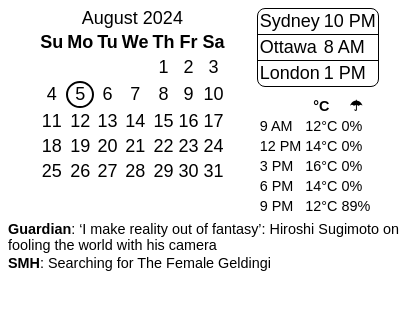 August 2024
Su Mo Tu We Th Fr Sa
1 2 3
4 5 6 7 8 9 10
11 12 13 14 15 16 17
18 19 20 21 22 23 24
25 26 27 28 29 30 31
Sydney 10 PM
Ottawa 8 AM
London 1 PM
°C ☂
9 AM 12°C 0%
12 PM 14°C 0%
3 PM 16°C 0%
6 PM 14°C 0%
9 PM 12°C 89%
Guardian: ‘I make reality out of fantasy’: Hiroshi Sugimoto on
fooling the world with his camera
SMH: Searching for The Female Geldingi